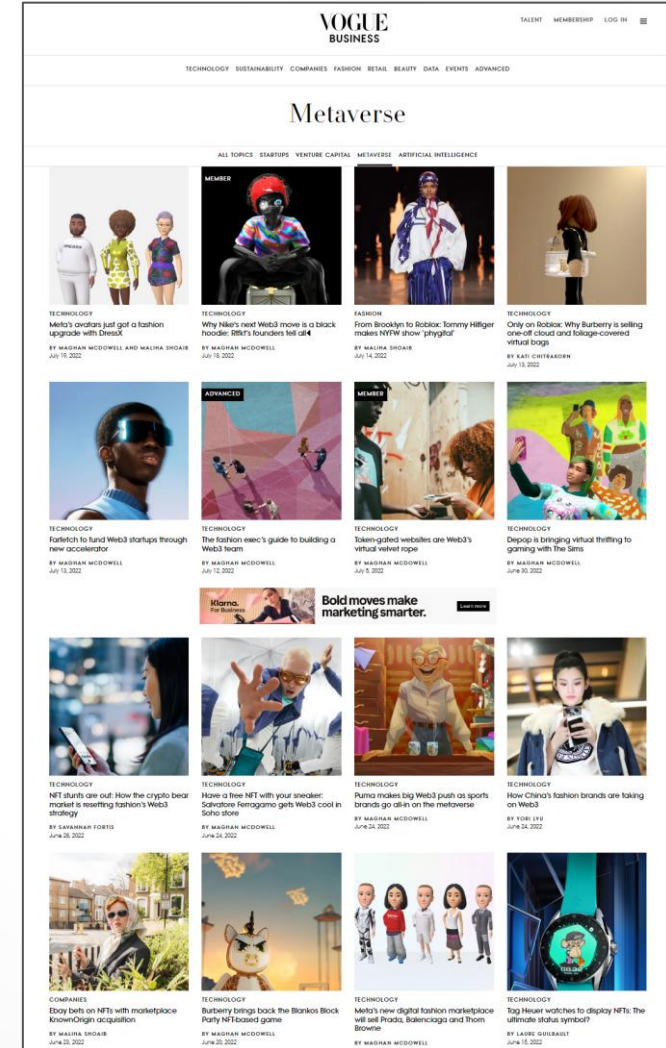 VOGUE
BUSINESS
TALENT MEMBERSHIP LOG IN
TECHNOLOGY SUSTAINABILITY COMPANIES FASHION RETAIL BEAUTY DATA EVENTS ADVANCED
Metaverse
ALL TOPICS STARTUPS VENTURE CAPITAL METAVERSE ARTIFICIAL INTELLIGENCE
TECHNOLOGY
Meta's avatars just got a fashion
upgrade with DressX
BY MAGHAN MCDOWELL AND MALIHA SHOAIB
July 19, 2022
MEMBER
TECHNOLOGY
Why Nike's next Web3 move is a black
hoodie: Rtfkt's founders tell all
BY MAGHAN MCDOWELL
July 18, 2022
FASHION
From Brooklyn to Roblox: Tommy Hilfiger
makes NYFW show 'phygital'
BY MALIHA SHOAIB
July 14, 2022
TECHNOLOGY
Only on Roblox: Why Burberry is selling
one-off cloud and foliage-covered
virtual bags
BY KATI CHITRAKORN
July 13, 2022
TECHNOLOGY
Farfetch to fund Web3 startups through
new accelerator
BY MAGHAN MCDOWELL
July 13, 2022
ADVANCED
TECHNOLOGY
The fashion exec's guide to building a
Web3 team
BY MAGHAN MCDOWELL
July 12, 2022
MEMBER
TECHNOLOGY
Token-gated websites are Web3's
virtual velvet rope
BY MAGHAN MCDOWELL
July 5, 2022
TECHNOLOGY
Depop is bringing virtual thrifting to
gaming with The Sims
BY MAGHAN MCDOWELL
June 30, 2022
Klarna.
For Business
Bold moves make
marketing smarter.
Learn more
TECHNOLOGY
NFT stunts are out: How the crypto bear
market is resetting fashion's Web3
strategy
BY SAVANNAH FORTIS
June 28, 2022
TECHNOLOGY
Have a free NFT with your sneaker:
Salvatore Ferragamo gets Web3 cool in
Soho store
BY MAGHAN MCDOWELL
June 24, 2022
TECHNOLOGY
Puma makes big Web3 push as sports
brands go all-in on the metaverse
BY MAGHAN MCDOWELL
June 24, 2022
TECHNOLOGY
How China's fashion brands are taking
on Web3
BY YORI LYU
June 24, 2022
COMPANIES
Ebay bets on NFTs with marketplace
KnownOrigin acquisition
BY MALIHA SHOAIB
June 23, 2022
TECHNOLOGY
Burberry brings back the Blankos Block
Party NFT-based game
BY MAGHAN MCDOWELL
June 20, 2022
TECHNOLOGY
Meta's new digital fashion marketplace
will sell Prada, Balenciaga and Thom
Browne
BY MAGHAN MCDOWELL
TECHNOLOGY
Tag Heuer watches to display NFTs: The
ultimate status symbol?
BY LAURE GUILBAULT
June 15, 2022